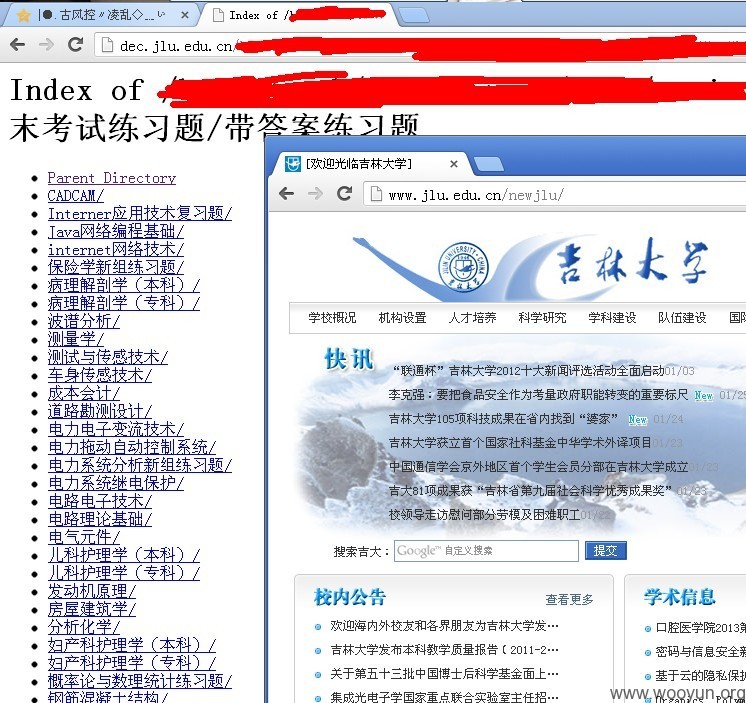 |●. 古风控〃凌乱◇
Index of
dec.jlu.edu.cn/
Index of /
末考试练习题/带答案练习题
Parent Directory
CADCAM/
Interner应用技术复习题/
Java网络编程基础/
internet网络技术/
保险学新组练习题/
病理解剖学（本科）/
病理解剖学（专科）/
波谱分析/
测量学/
测试与传感技术/
车身传感技术/
成本会计/
道路勘测设计/
电力电子变流技术/
电力拖动自动控制系统/
电力系统分析新组练习题/
电力系统继电保护/
电路电子技术/
电路理论基础/
电气元件/
儿科护理学（本科）/
儿科护理学（专科）/
发动机原理/
房屋建筑学/
分析化学/
妇产科护理学（本科）/
妇产科护理学（专科）/
概率论与数理统计练习题/
钢筋混凝土结构/
[欢迎光临吉林大学]
www.jlu.edu.cn/newjlu/
吉林大学
学校概况 机构设置 人才培养 科学研究 学科建设 队伍建设
快讯
“联通杯”吉林大学2012十大新闻评选活动全面启动01/03
李克强：要把食品安全作为考量政府职能转变的重要标尺 New 01/25
吉林大学105项科技成果在省内找到“婆家” New 01/24
吉林大学获立首个国家社科基金中华学术外译项目01/23
中国通信学会京外地区首个学生会员分部在吉林大学成立01/23
吉大81项成果获“吉林省第九届社会科学优秀成果奖”01/23
校领导走访慰问部分劳模及困难职工01/22
搜索吉大： Google™ 自定义搜索 提交
校内公告 查看更多
欢迎海内外校友和各界朋友为吉林大学发…
吉林大学发布本科教学质量报告（2011-2…
关于第五十三批中国博士后科学基金面上…
集成光电子学国家重点联合实验室主任招…
学术信息
口腔医学院2013
密码与信息安全
基于云的隐私保
www.wooyun.org